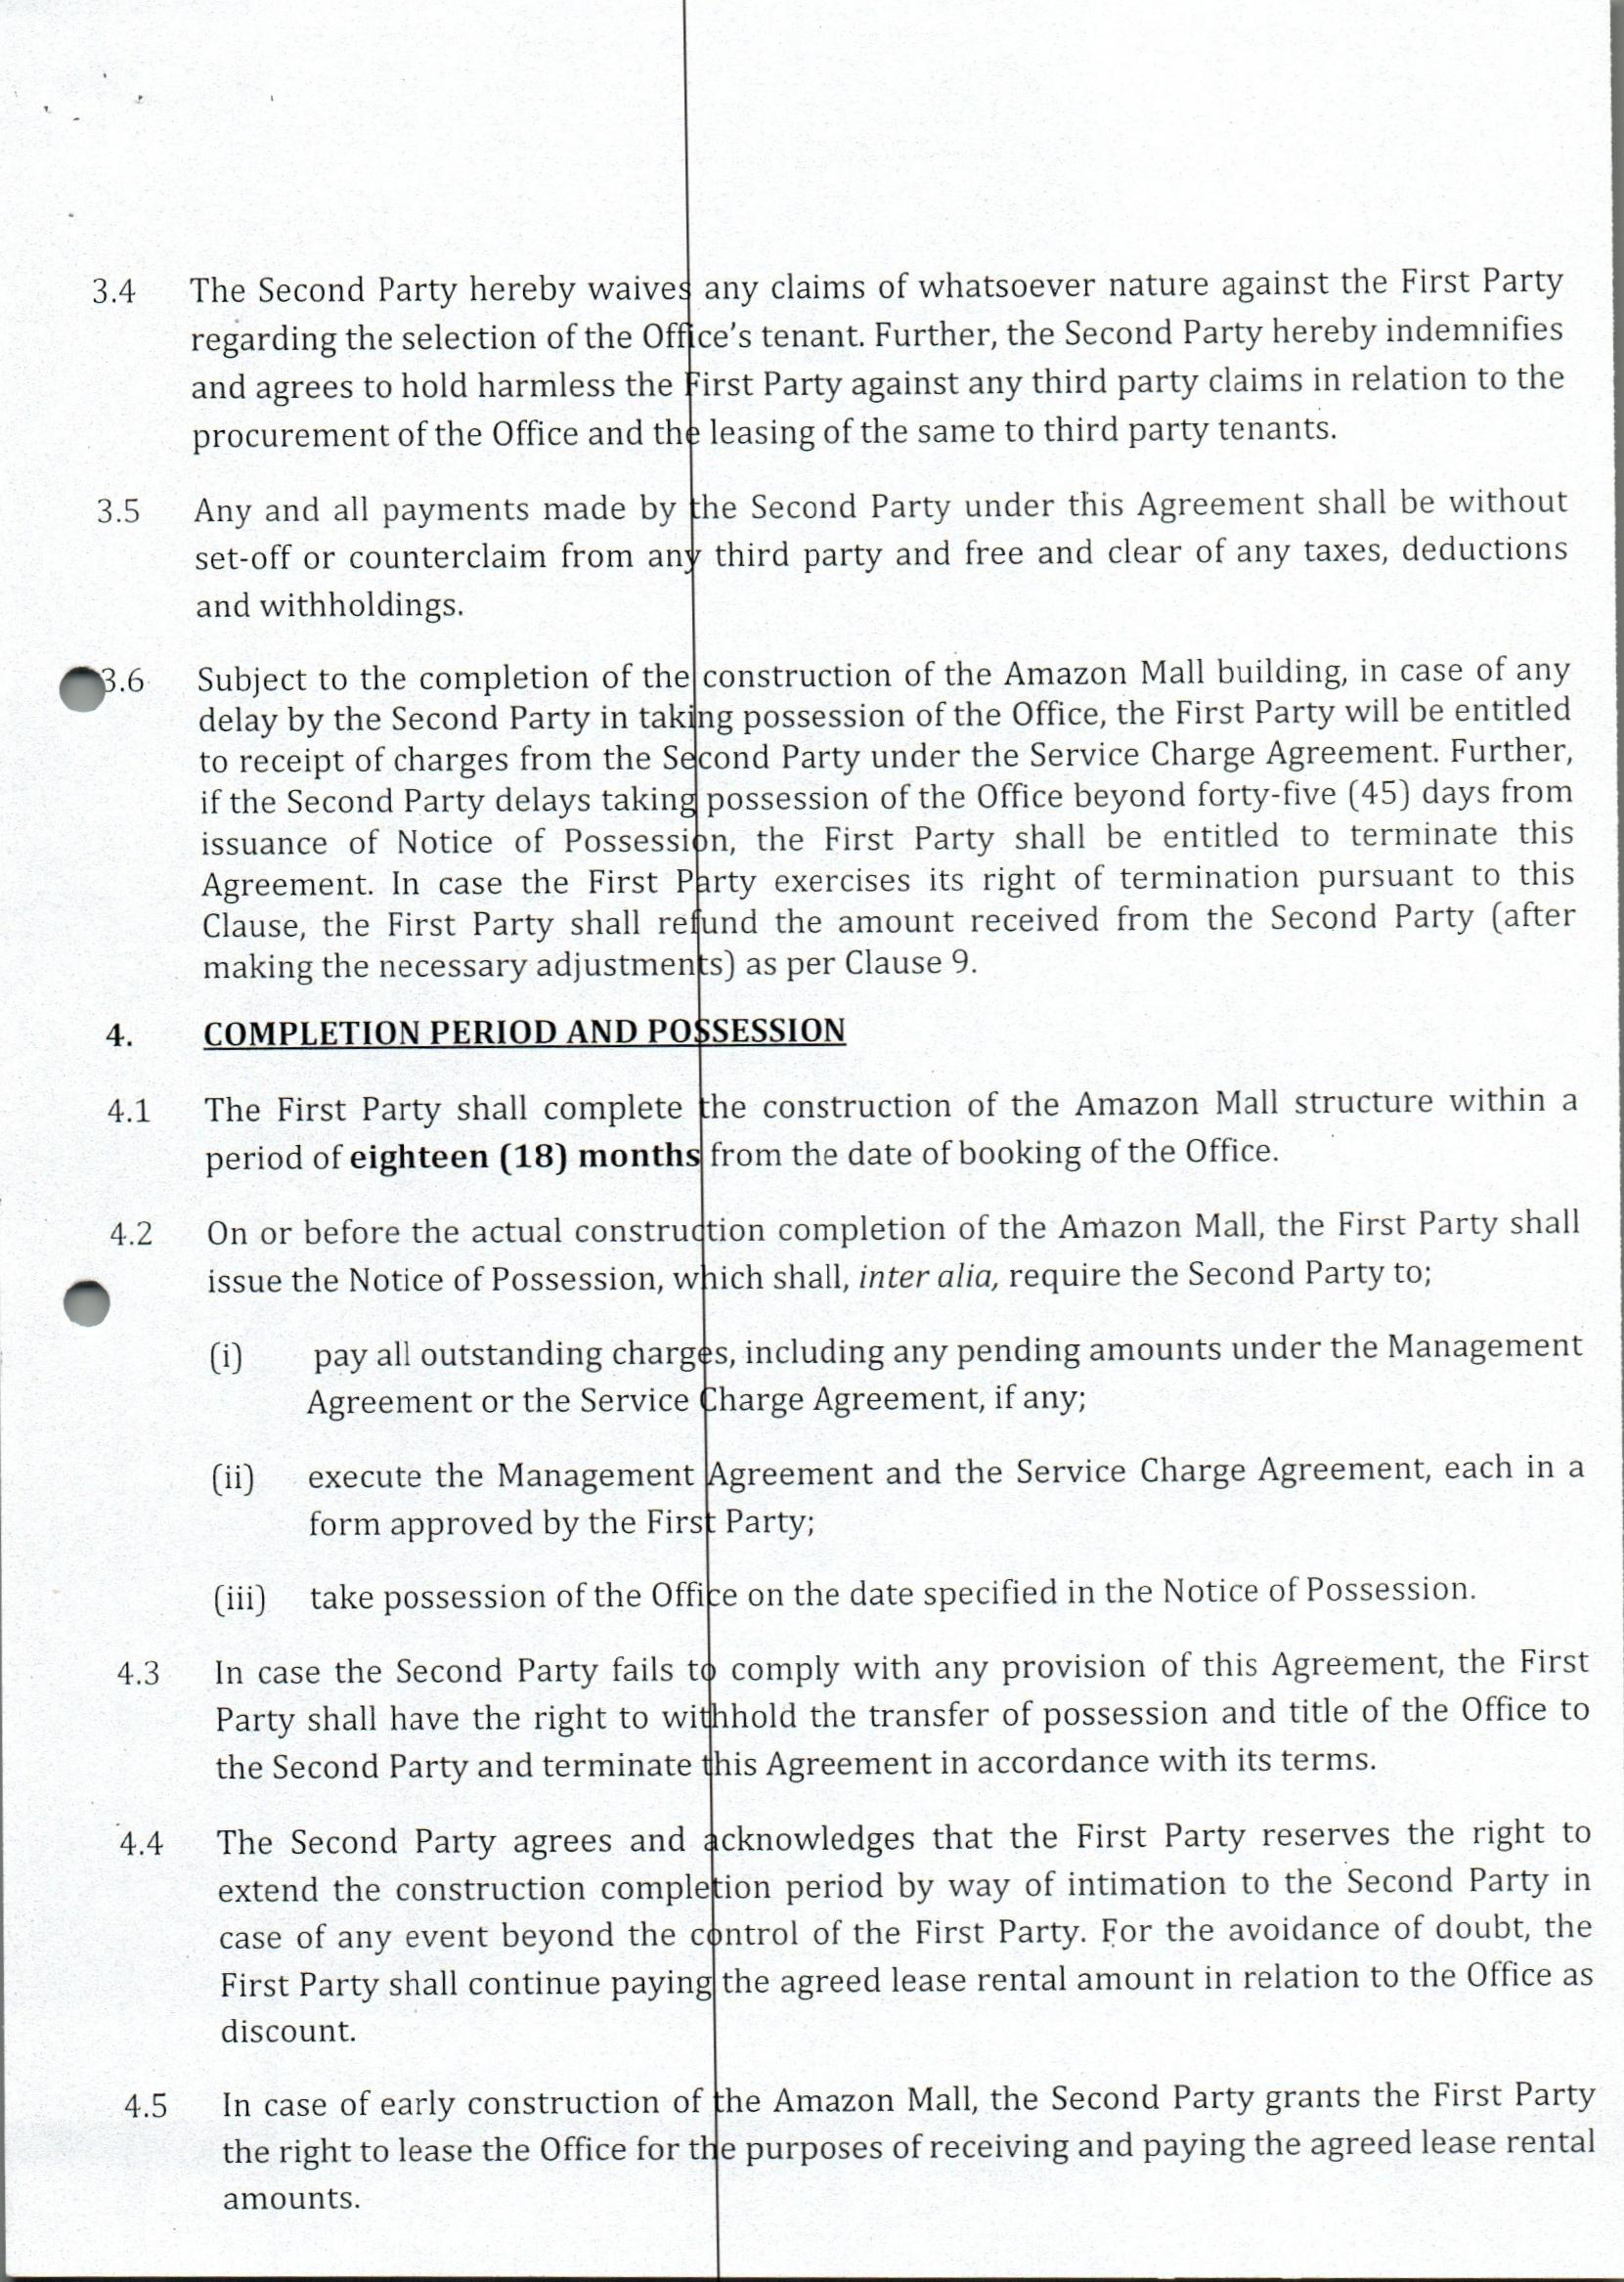 3.4 The Second Party hereby waives any claims of whatsoever nature against the First Party
regarding the selection of the Office's tenant. Further, the Second Party hereby indemnifies
and agrees to hold harmless the First Party against any third party claims in relation to the
procurement of the Office and the leasing of the same to third party tenants.
3.5 Any and all payments made by the Second Party under this Agreement shall be without
set-off or counterclaim from any third party and free and clear of any taxes, deductions
and withholdings.
3.6 Subject to the completion of the construction of the Amazon Mall building, in case of any
delay by the Second Party in taking possession of the Office, the First Party will be entitled
to receipt of charges from the Second Party under the Service Charge Agreement. Further,
if the Second Party delays taking possession of the Office beyond forty-five (45) days from
issuance of Notice of Possession, the First Party shall be entitled to terminate this
Agreement. In case the First Party exercises its right of termination pursuant to this
Clause, the First Party shall refund the amount received from the Second Party (after
making the necessary adjustments) as per Clause 9.
4. COMPLETION PERIOD AND POSSESSION
4.1 The First Party shall complete the construction of the Amazon Mall structure within a
period of eighteen (18) months from the date of booking of the Office.
4.2 On or before the actual construction completion of the Amazon Mall, the First Party shall
issue the Notice of Possession, which shall, inter alia, require the Second Party to;
(i) pay all outstanding charges, including any pending amounts under the Management
Agreement or the Service Charge Agreement, if any;
(ii) execute the Management Agreement and the Service Charge Agreement, each in a
form approved by the First Party;
(iii) take possession of the Office on the date specified in the Notice of Possession.
4.3 In case the Second Party fails to comply with any provision of this Agreement, the First
Party shall have the right to withhold the transfer of possession and title of the Office to
the Second Party and terminate this Agreement in accordance with its terms.
4.4 The Second Party agrees and acknowledges that the First Party reserves the right to
extend the construction completion period by way of intimation to the Second Party in
case of any event beyond the control of the First Party. For the avoidance of doubt, the
First Party shall continue paying the agreed lease rental amount in relation to the Office as
discount.
4.5 In case of early construction of the Amazon Mall, the Second Party grants the First Party
the right to lease the Office for the purposes of receiving and paying the agreed lease rental
amounts.